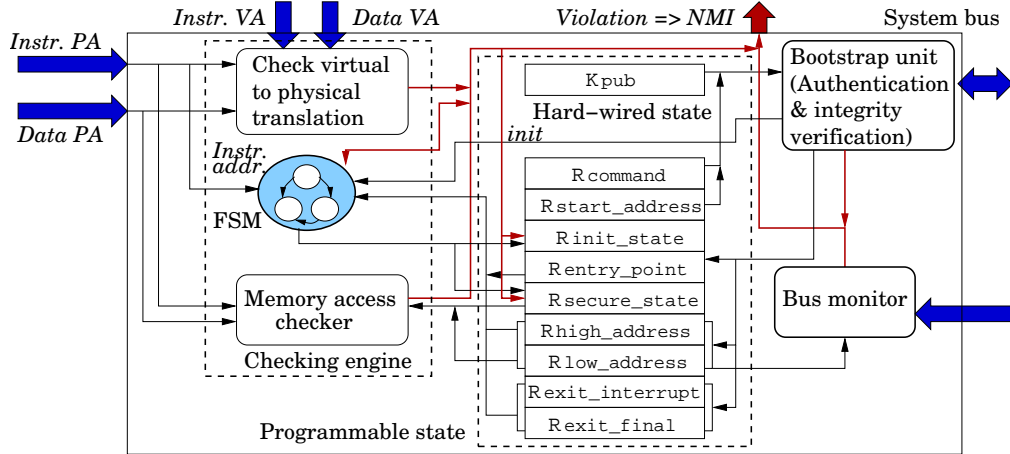 Instr. VA
Data VA
Violation => NMI
System bus
Instr. PA
Data PA
Check virtual
to physical
translation
Kpub
Hard−wired state
Bootstrap unit
(Authentication
& integrity
verification)
init
Instr.
addr.
FSM
Rcommand
Rstart_address
Rinit_state
Rentry_point
Rsecure_state
Rhigh_address
Rlow_address
Rexit_interrupt
Rexit_final
Memory access
checker
Checking engine
Bus monitor
Programmable state